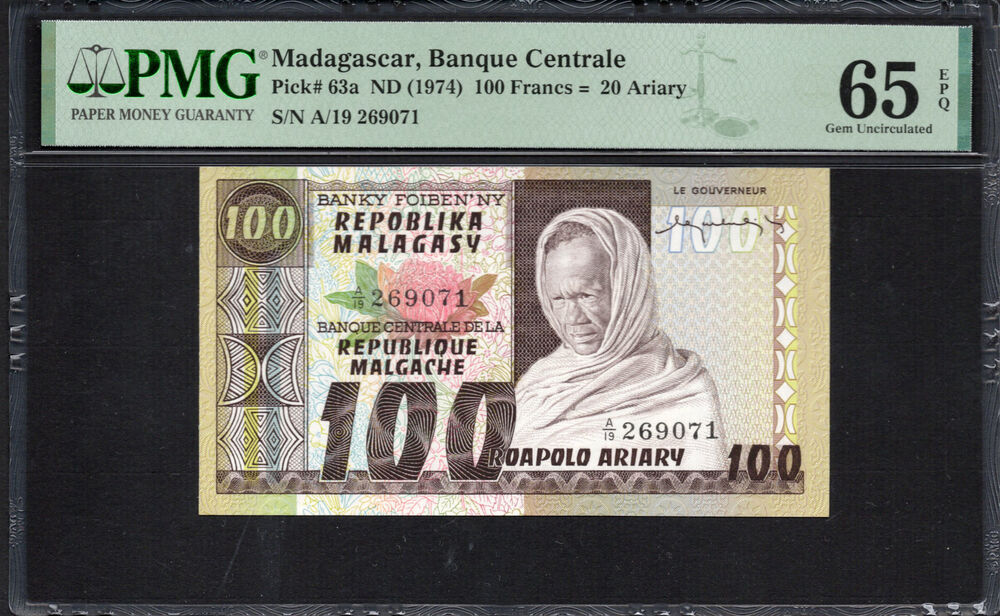 PMG®
PAPER MONEY GUARANTY
Madagascar, Banque Centrale
Pick# 63a ND (1974) 100 Francs = 20 Ariary
S/N A/19 269071
65
EPQ
Gem Uncirculated
100
BANKY FOIBEN'NY
REPOBLIKA
MALAGASY
A/19 269071
BANQUE CENTRALE DE LA
REPUBLIQUE
MALGACHE
100
LE GOUVERNEUR
100
A/19 269071
ROAPOLO ARIARY
100